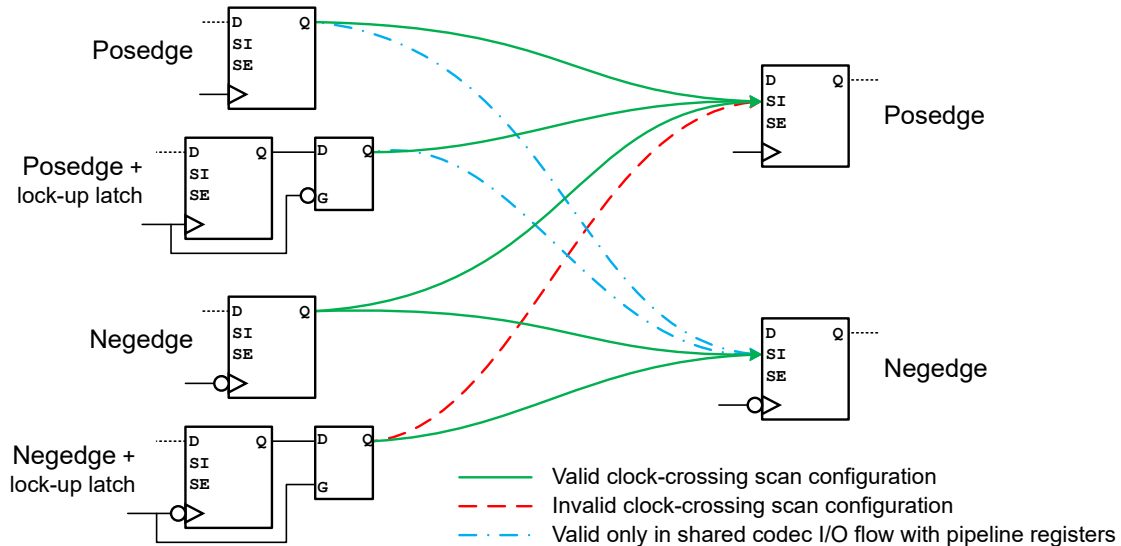 Posedge
D Q
SI
SE
Posedge +
lock-up latch
D Q
SI
SE
D Q
G
Negedge
D Q
SI
SE
Negedge +
lock-up latch
D Q
SI
SE
D Q
G
D Q
SI
SE
Posedge
D Q
SI
SE
Negedge
Valid clock-crossing scan configuration
Invalid clock-crossing scan configuration
Valid only in shared codec I/O flow with pipeline registers